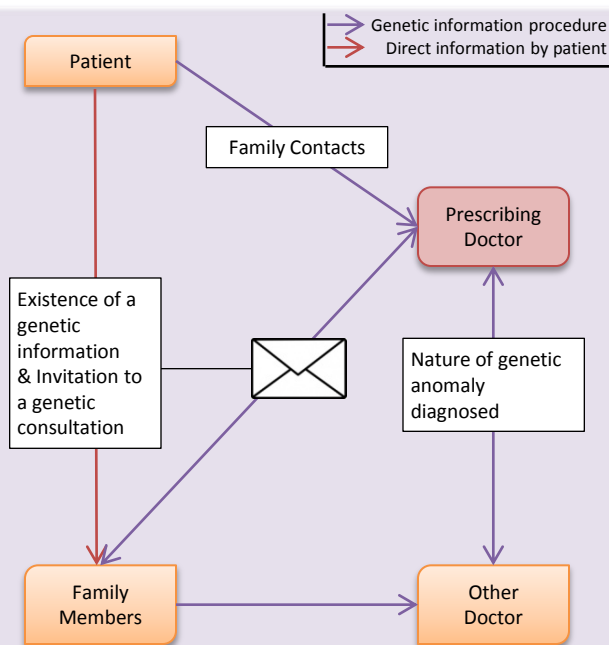 Genetic information procedure
Direct information by patient
Patient
Family Contacts
Prescribing
Doctor
Existence of a
genetic
information
& Invitation to
a genetic
consultation
Nature of genetic
anomaly
diagnosed
Family
Members
Other
Doctor